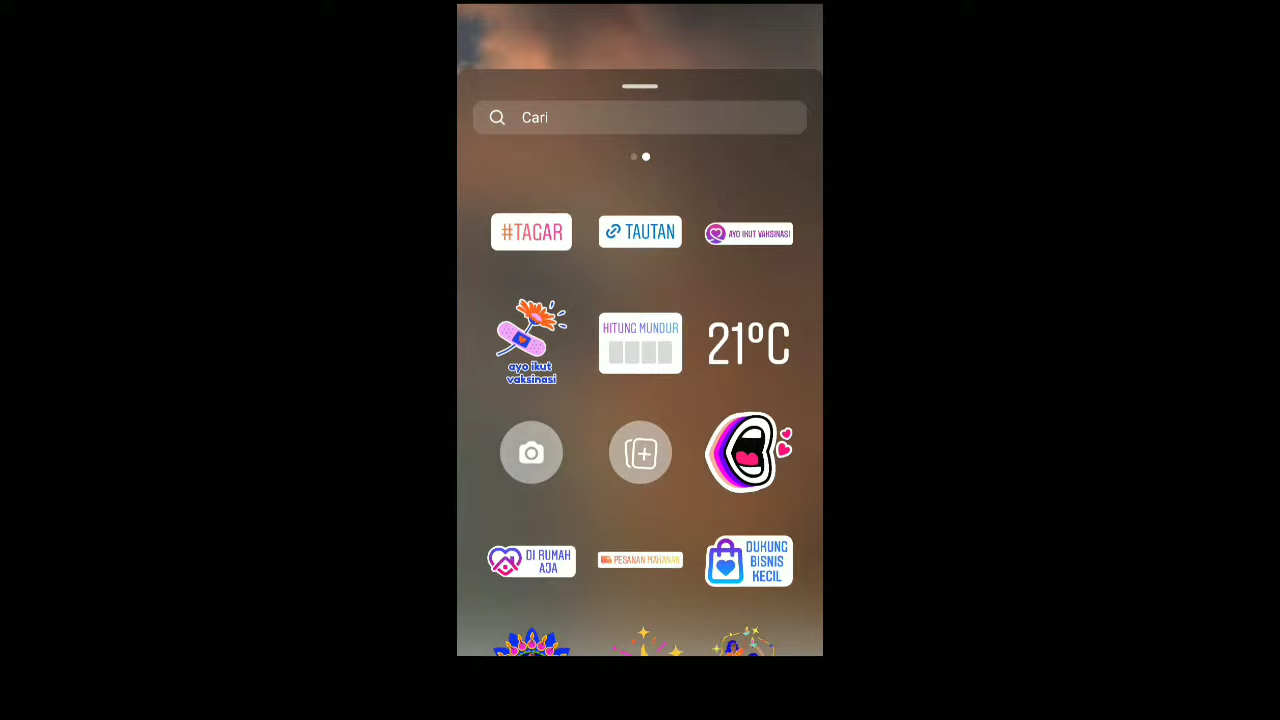 Cari
#TAGAR
TAUTAN
AYO IKUT VAKSINASI
ayo ikut
vaksinasi
HITUNG MUNDUR
21°C
DI RUMAH
AJA
PESANAN MAKANAN
DUKUNG
BISNIS
KECIL